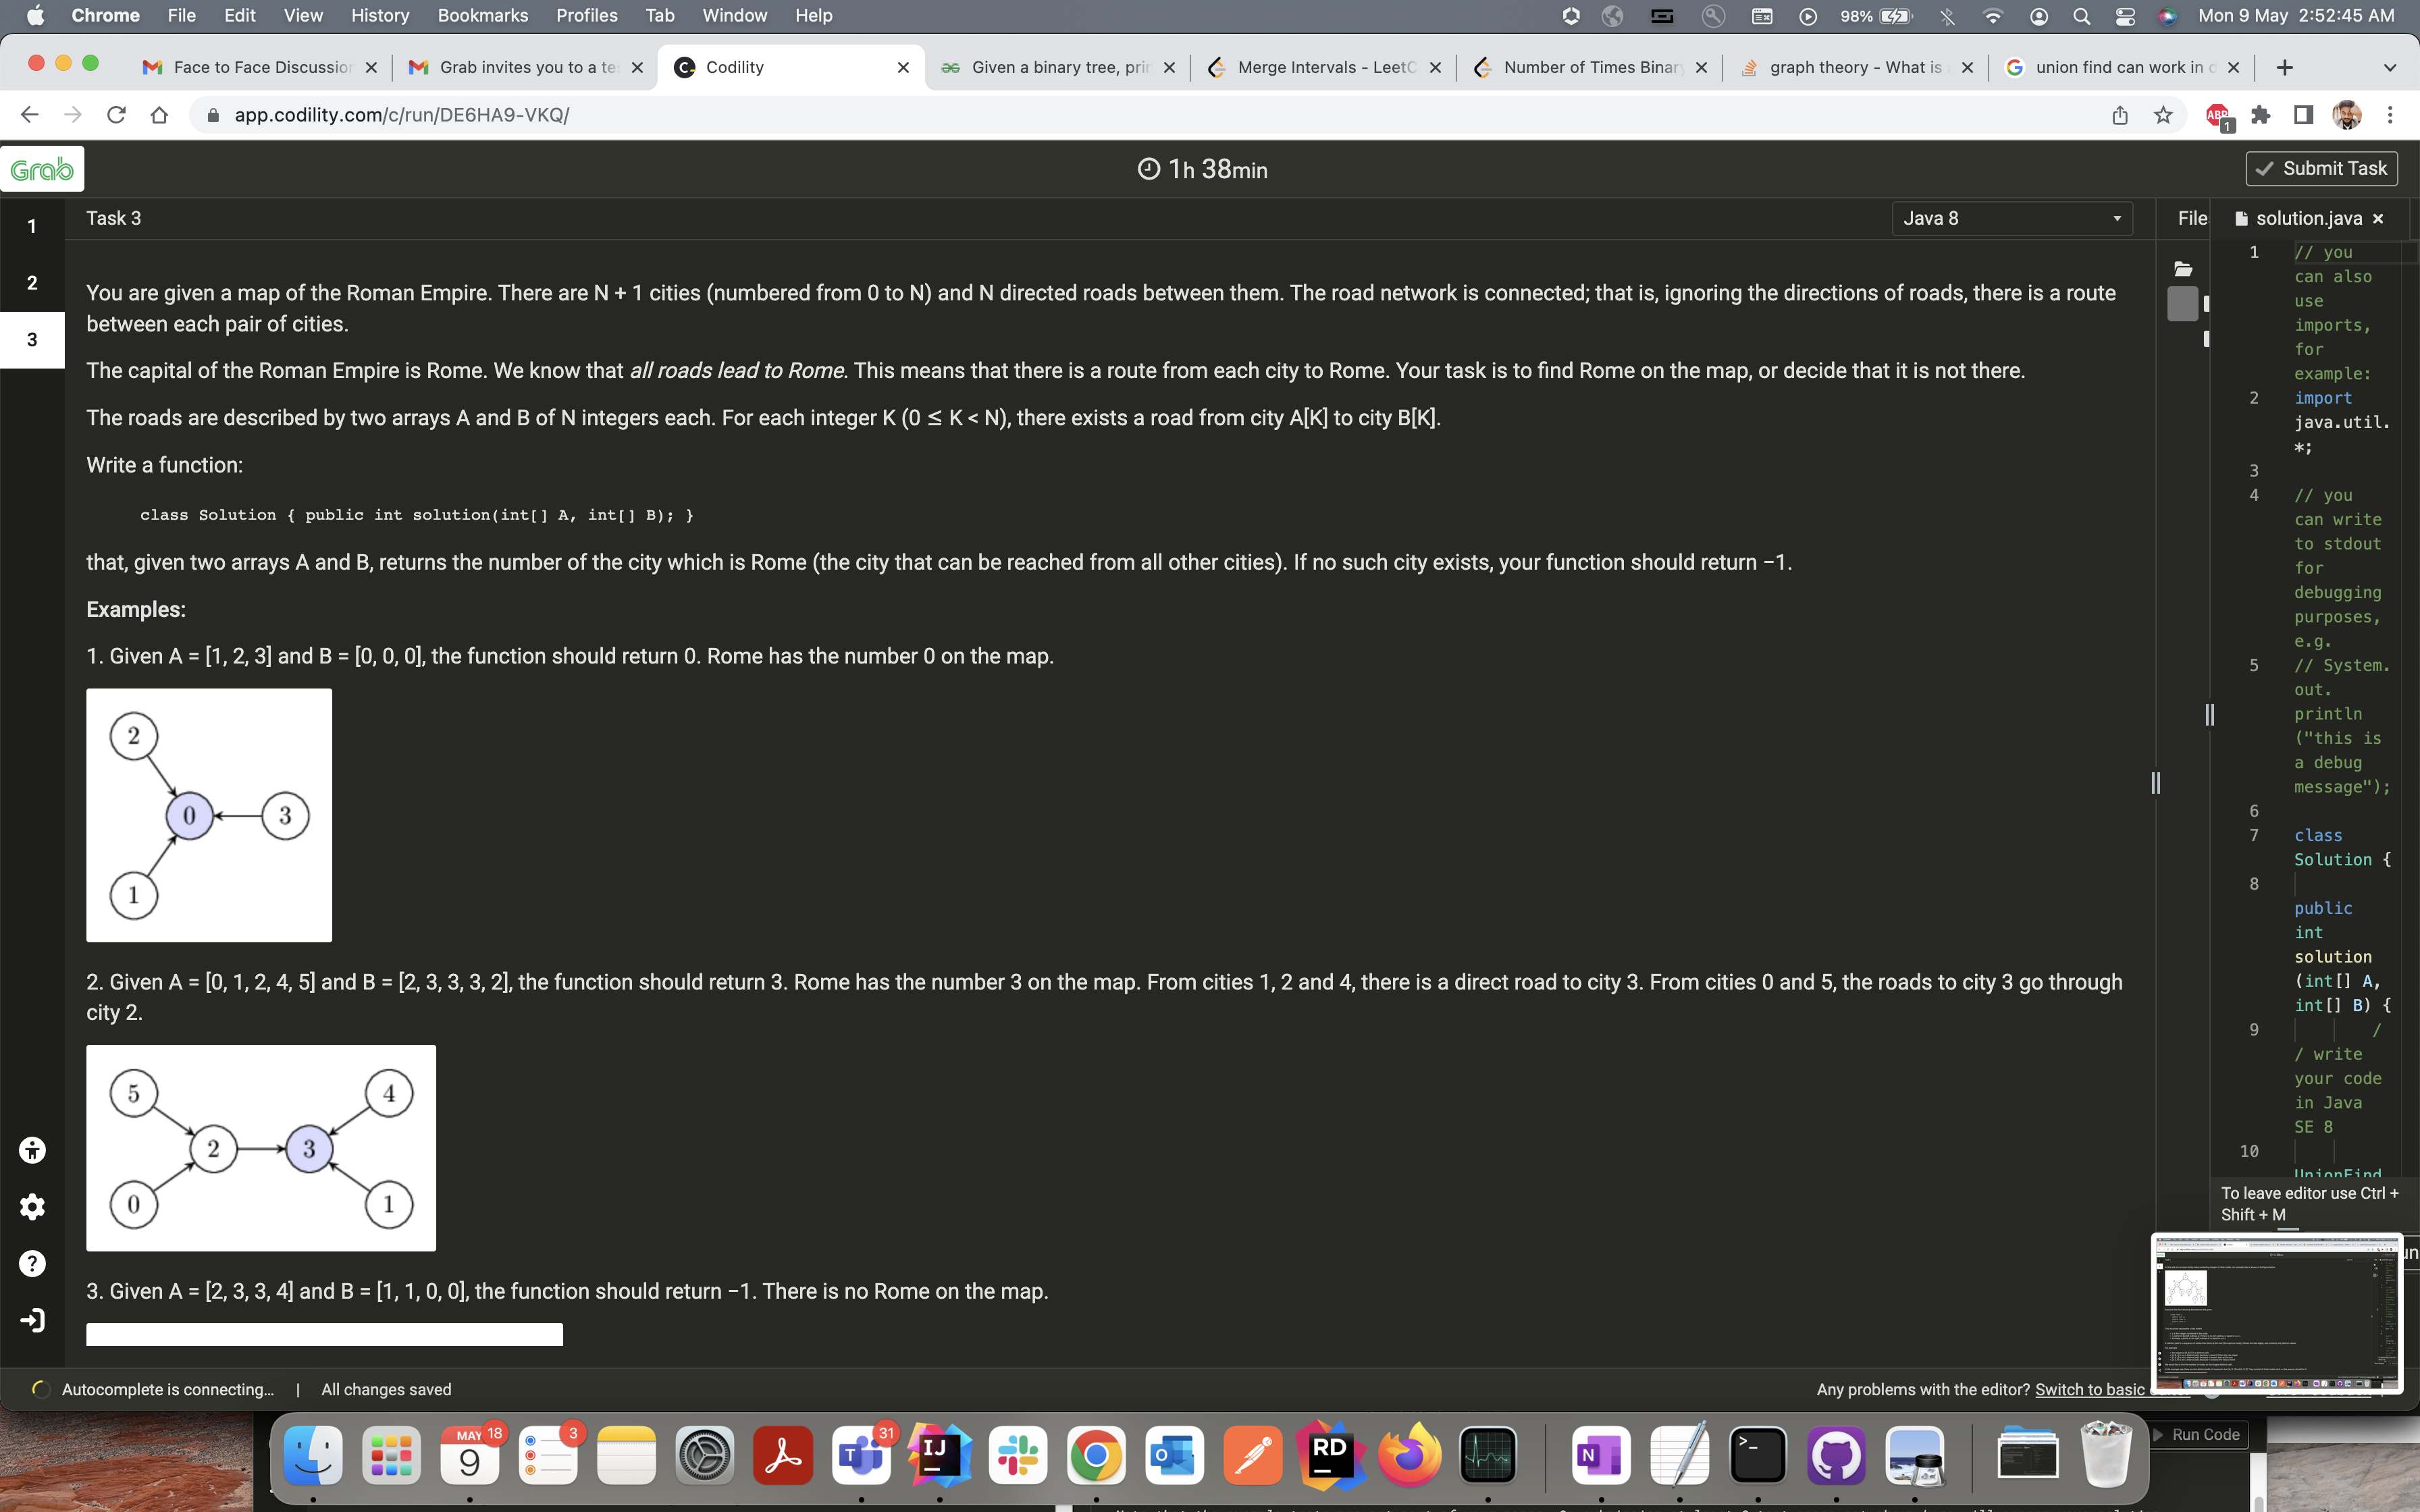 Chrome File Edit View History Bookmarks Profiles Tab Window Help 98% Mon 9 May 2:52:45 AM
Face to Face Discussion Grab invites you to a te Codility Given a binary tree, prin Merge Intervals - LeetC Number of Times Binary graph theory - What is union find can work in
app.codility.com/c/run/DE6HA9-VKQ/ ABP 1
Grab 1h 38min Submit Task
1 Task 3 Java 8 File solution.java
2
3
You are given a map of the Roman Empire. There are N + 1 cities (numbered from 0 to N) and N directed roads between them. The road network is connected; that is, ignoring the directions of roads, there is a route
between each pair of cities.
The capital of the Roman Empire is Rome. We know that all roads lead to Rome. This means that there is a route from each city to Rome. Your task is to find Rome on the map, or decide that it is not there.
The roads are described by two arrays A and B of N integers each. For each integer K (0 ≤ K < N), there exists a road from city A[K] to city B[K].
Write a function:
class Solution { public int solution(int[] A, int[] B); }
that, given two arrays A and B, returns the number of the city which is Rome (the city that can be reached from all other cities). If no such city exists, your function should return −1.
Examples:
1. Given A = [1, 2, 3] and B = [0, 0, 0], the function should return 0. Rome has the number 0 on the map.
2
0 3
1
2. Given A = [0, 1, 2, 4, 5] and B = [2, 3, 3, 3, 2], the function should return 3. Rome has the number 3 on the map. From cities 1, 2 and 4, there is a direct road to city 3. From cities 0 and 5, the roads to city 3 go through
city 2.
5 4
2 3
0 1
3. Given A = [2, 3, 3, 4] and B = [1, 1, 0, 0], the function should return −1. There is no Rome on the map.
1 // you
can also
use
imports,
for
example:
2 import
java.util.
*;
3
4 // you
can write
to stdout
for
debugging
purposes,
e.g.
5 // System.
out.
println
("this is
a debug
message");
6
7 class
Solution {
8
public
int
solution
(int[] A,
int[] B) {
9 /
/ write
your code
in Java
SE 8
10
UnionFind
To leave editor use Ctrl +
Shift + M
Autocomplete is connecting... | All changes saved Any problems with the editor? Switch to basic
MAY 18 9 3 31 T IJ RD N >_ Run Code